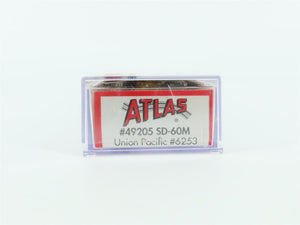 ATLAS
#49205 SD-60M
Union Pacific #6253